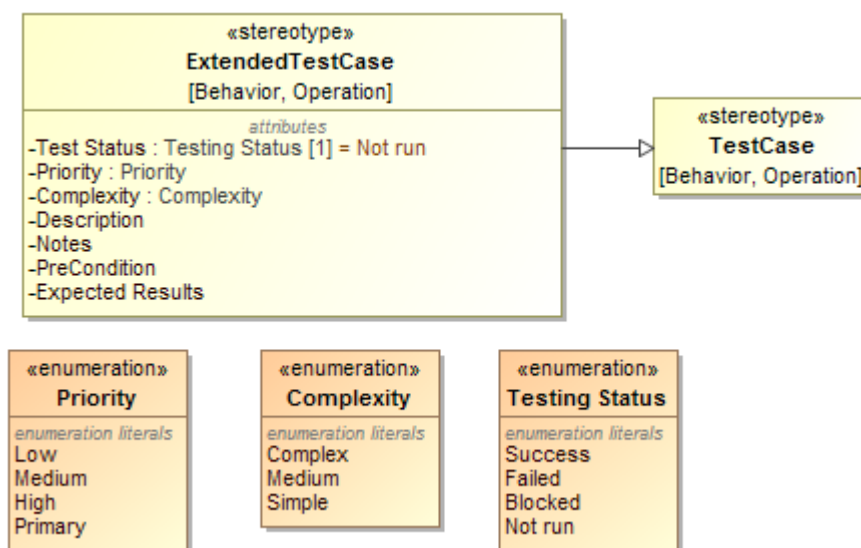 «stereotype»
ExtendedTestCase
[Behavior, Operation]
attributes
-Test Status : Testing Status [1] = Not run
-Priority : Priority
-Complexity : Complexity
-Description
-Notes
-PreCondition
-Expected Results
«stereotype»
TestCase
[Behavior, Operation]
«enumeration»
Priority
enumeration literals
Low
Medium
High
Primary
«enumeration»
Complexity
enumeration literals
Complex
Medium
Simple
«enumeration»
Testing Status
enumeration literals
Success
Failed
Blocked
Not run